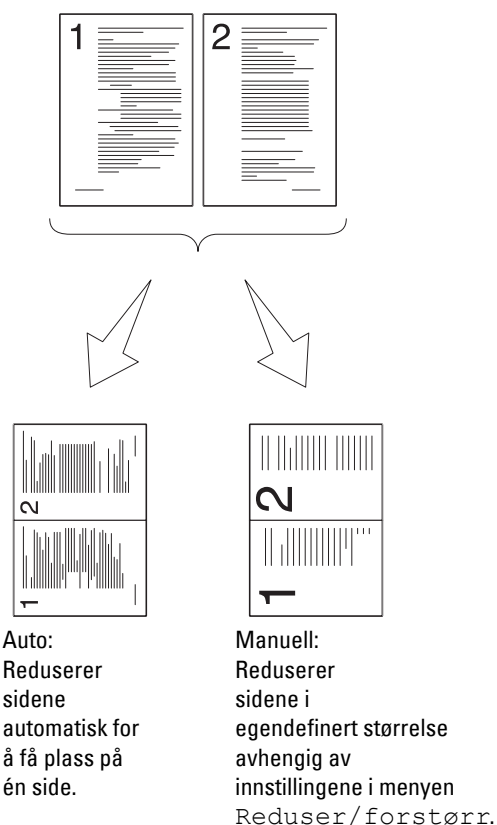 1
2
2
1
2
1
Auto:
Reduserer
sidene
automatisk for
å få plass på
én side.
Manuell:
Reduserer
sidene i
egendefinert størrelse
avhengig av
innstillingene i menyen
Reduser/forstørr.